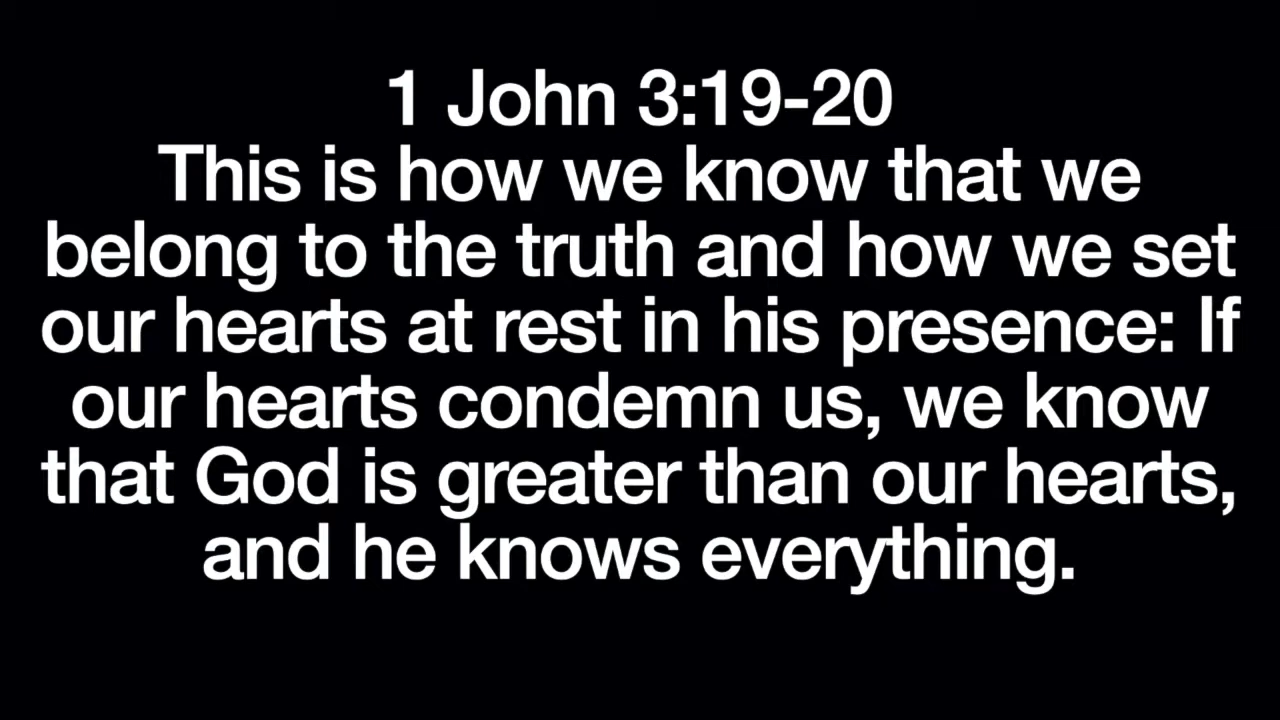 1 John 3:19-20
This is how we know that we
belong to the truth and how we set
our hearts at rest in his presence: If
our hearts condemn us, we know
that God is greater than our hearts,
and he knows everything.